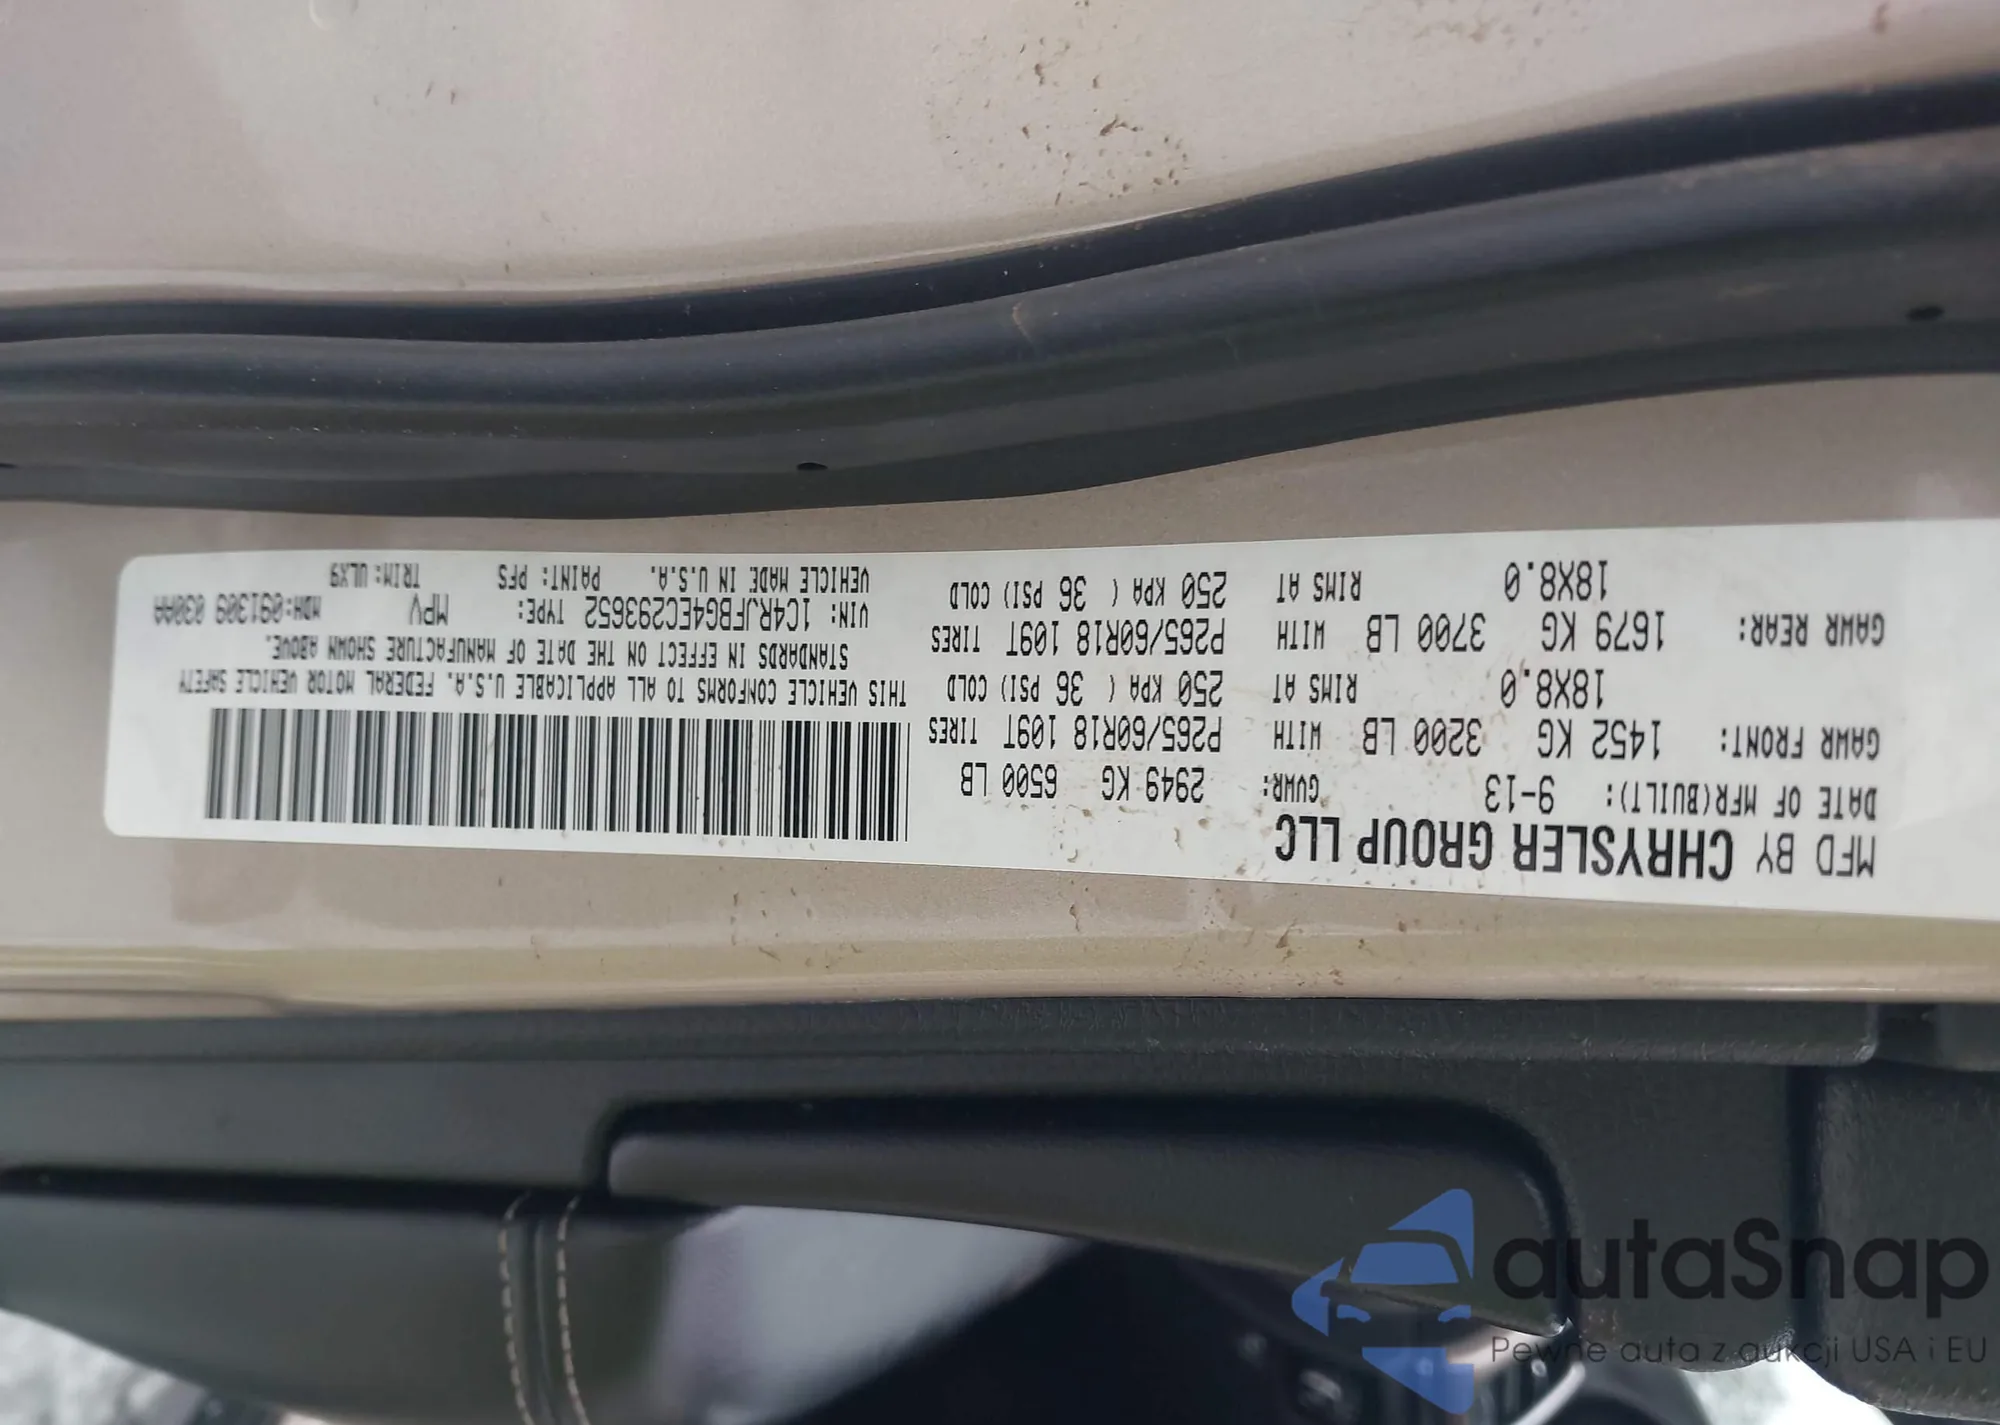 MFD BY CHRYSLER GROUP LLC
DATE OF MFR(BUILT): 9-13 GVWR: 2949 KG 6500 LB
GAWR FRONT: 1452 KG 3200 LB WITH P265/60R18 109T TIRES
18X8.0 RIMS AT 250 KPA ( 36 PSI) COLD
GAWR REAR: 1679 KG 3700 LB WITH P265/60R18 109T TIRES
18X8.0 RIMS AT 250 KPA ( 36 PSI) COLD
THIS VEHICLE CONFORMS TO ALL APPLICABLE U.S.A. FEDERAL MOTOR VEHICLE SAFETY
STANDARDS IN EFFECT ON THE DATE OF MANUFACTURE SHOWN ABOVE.
VIN: 1C4RJFBG4EC293652 TYPE: MPV MDH:091309 030AA
VEHICLE MADE IN U.S.A. PAINT: PFS TRIM: ULX9
autaSnap
Pewne auta z aukcji USA i EU